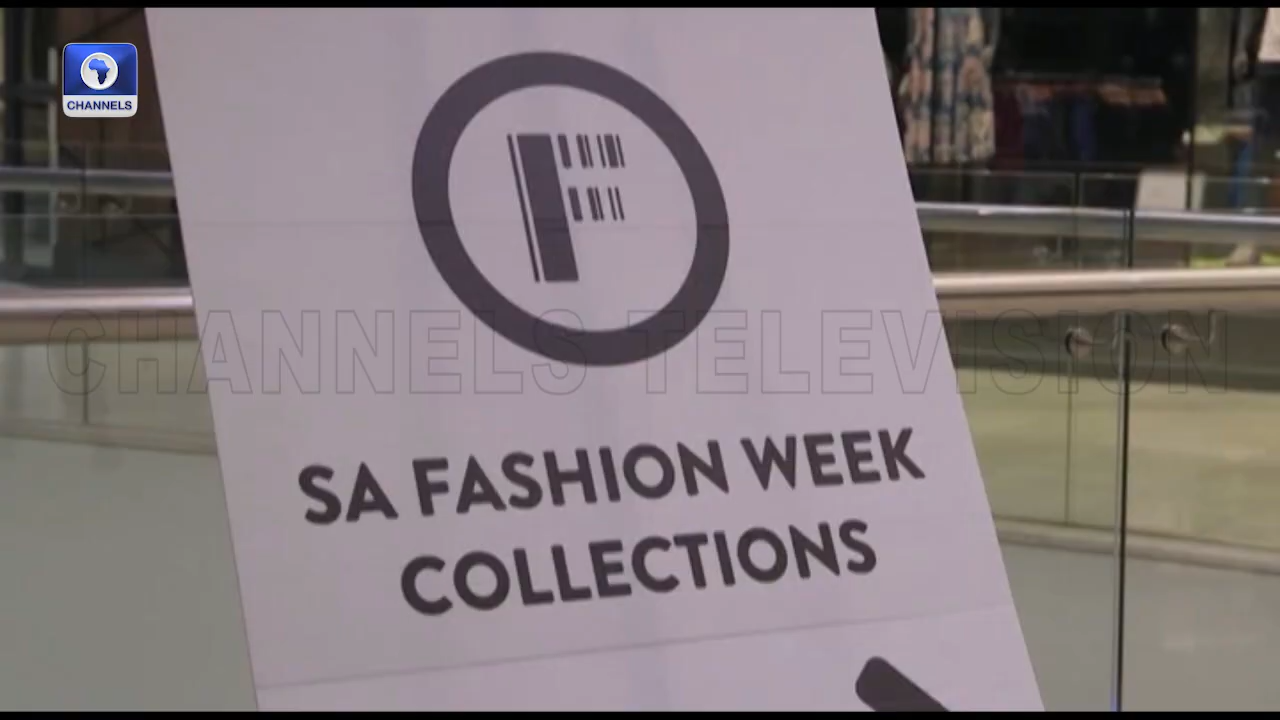 CHANNELS
F
CHANNELS TELEVISION
SA FASHION WEEK
COLLECTIONS